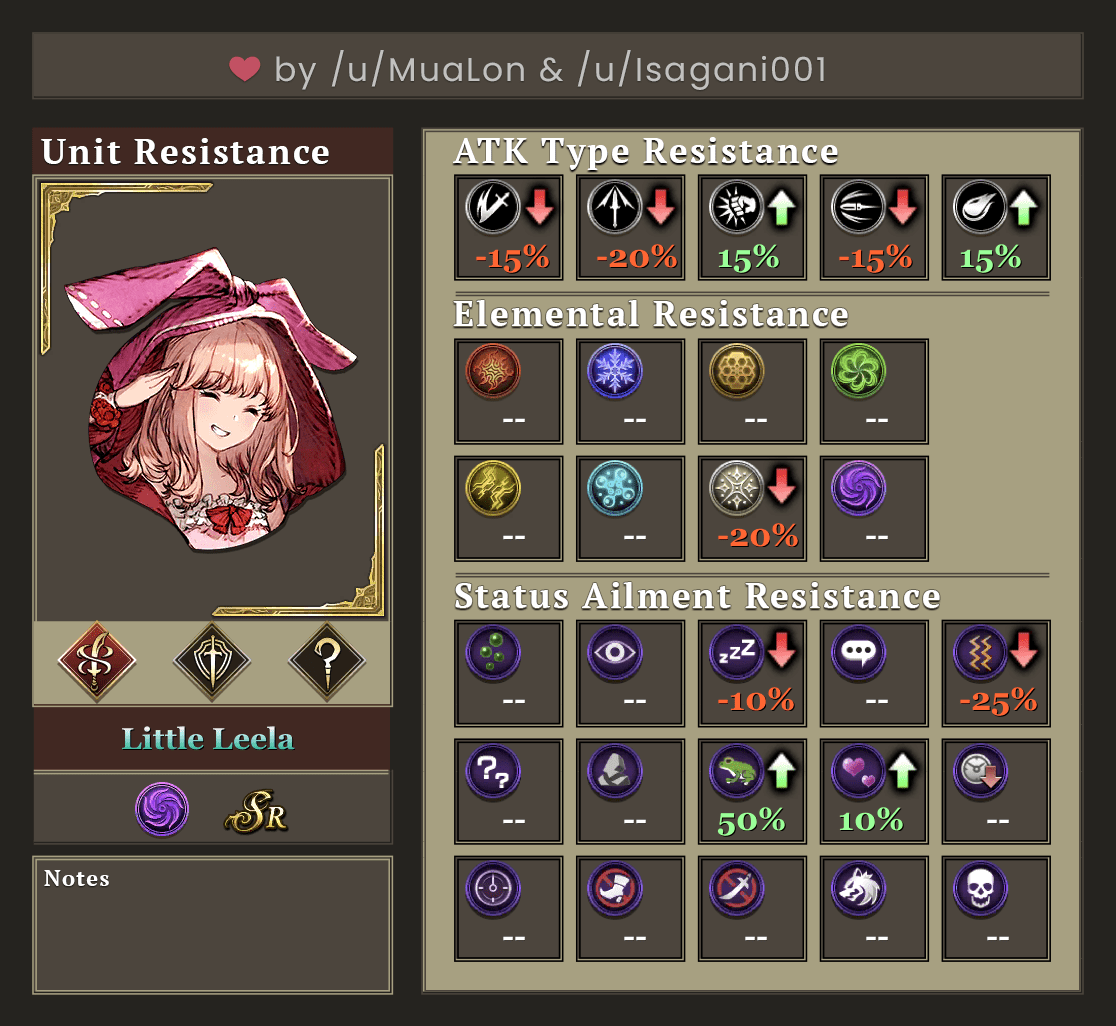 by /u/MuaLon & /u/Isagani001
Unit Resistance
Little Leela
SR
Notes
ATK Type Resistance
-15% -20% 15% -15% 15%
Elemental Resistance
-- -- -- --
-- -- -20% --
Status Ailment Resistance
zzZ
-- -- -10% -- -25%
? ??
-- -- 50% 10% --
-- -- -- -- --